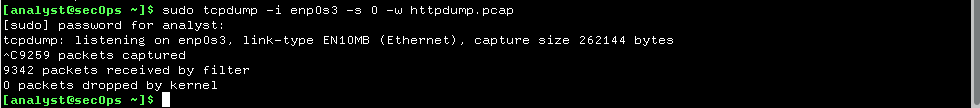 [analyst@secOps ~]$ sudo tcpdump -i enp0s3 -s 0 -w httpdump.pcap
[sudo] password for analyst:
tcpdump: listening on enp0s3, link-type EN10MB (Ethernet), capture size 262144 bytes
^C9259 packets captured
9342 packets received by filter
0 packets dropped by kernel
[analyst@secOps ~]$